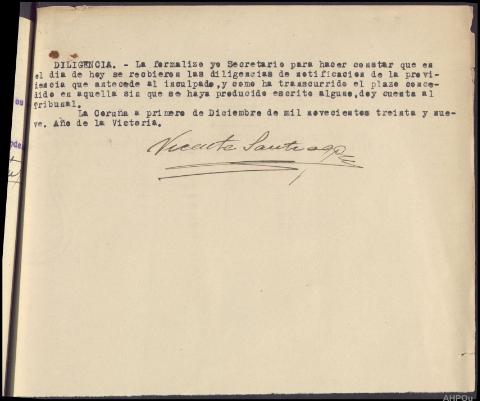 DILIGENCIA. - La formalizo yo Secretario para hacer constar que en
el dia de hoy se recibieron las diligencias de notificacion de la provi-
dencia que antecede al inculpado, y como ha transcurrido el plazo conce-
dido en aquella sin que se haya producido escrito alguno, doy cuenta al
Tribunal.
La Coruña a primero de Diciembre de mil novecientos treinta y nue-
ve. Año de la Victoria.
Vicente Santiago
AHPOu